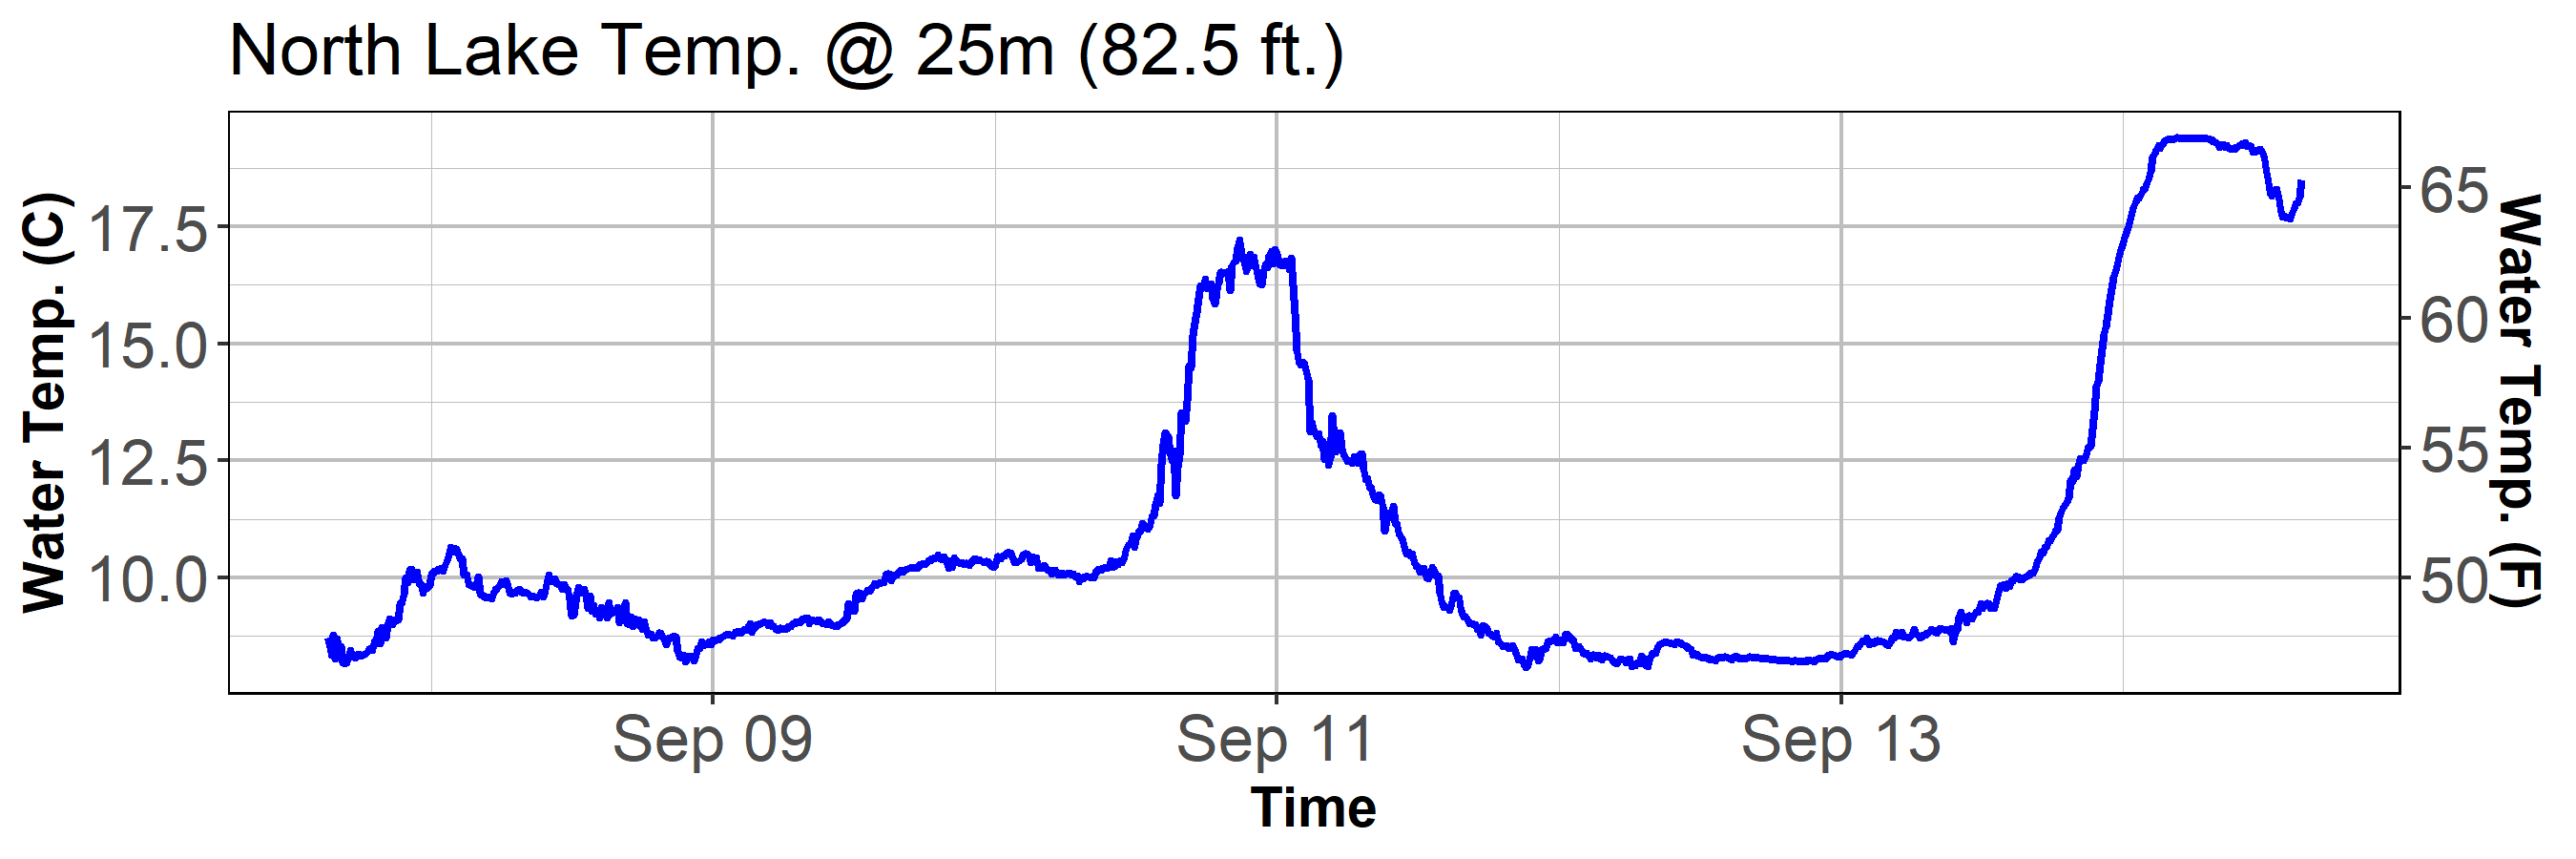 North Lake Temp. @ 25m (82.5 ft.)
Water Temp. (C)
17.5
15.0
12.5
10.0
65
60
55
50
Water Temp. (F)
Sep 09 Sep 11 Sep 13
Time